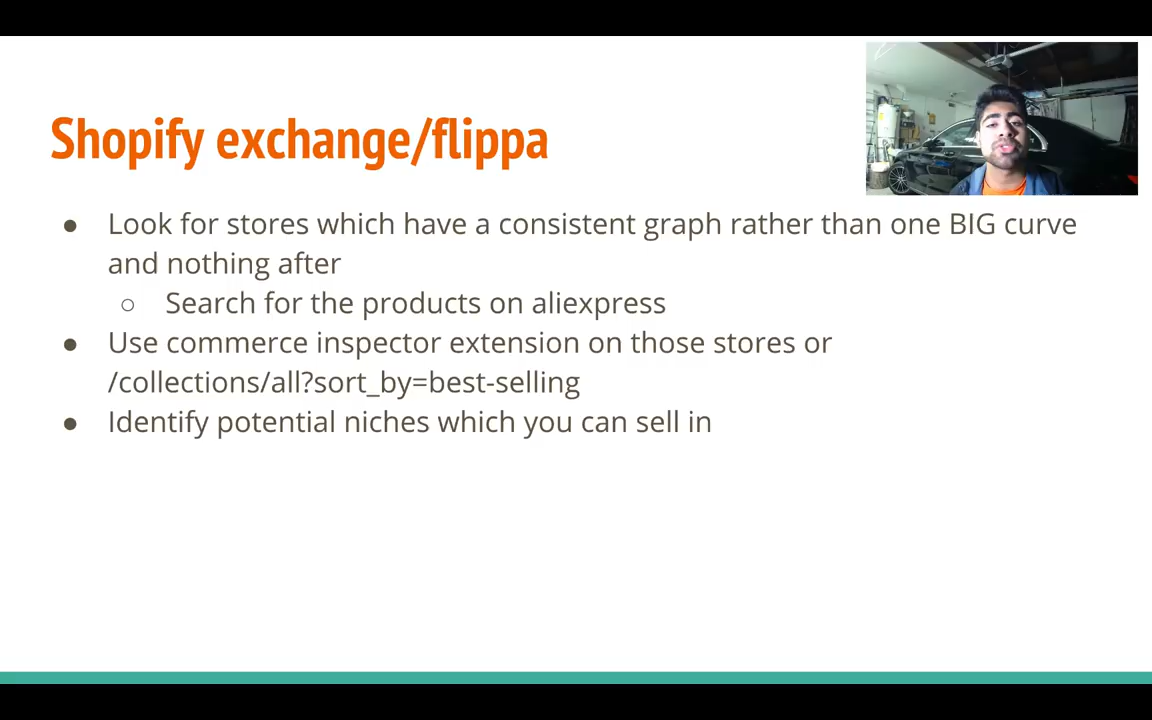 Shopify exchange/flippa
● Look for stores which have a consistent graph rather than one BIG curve
and nothing after
○ Search for the products on aliexpress
● Use commerce inspector extension on those stores or
/collections/all?sort_by=best-selling
● Identify potential niches which you can sell in